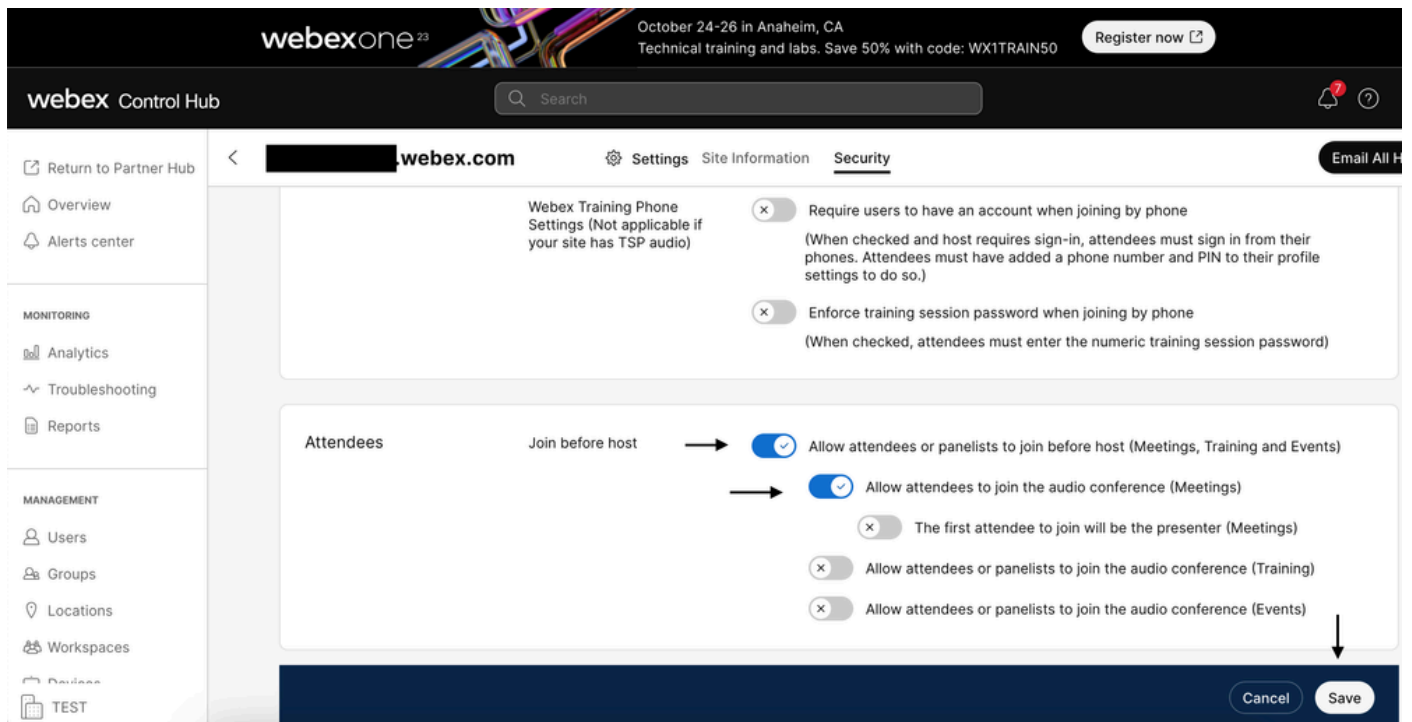 webexone23
October 24-26 in Anaheim, CA
Technical training and labs. Save 50% with code: WX1TRAIN50
Register now
webex Control Hub
Search
7
Return to Partner Hub
Overview
Alerts center
MONITORING
Analytics
Troubleshooting
Reports
MANAGEMENT
Users
Groups
Locations
Workspaces
Devices
TEST
.webex.com
Settings
Site Information
Security
Email All H
Webex Training Phone
Settings (Not applicable if
your site has TSP audio)
Require users to have an account when joining by phone
(When checked and host requires sign-in, attendees must sign in from their
phones. Attendees must have added a phone number and PIN to their profile
settings to do so.)
Enforce training session password when joining by phone
(When checked, attendees must enter the numeric training session password)
Attendees
Join before host
Allow attendees or panelists to join before host (Meetings, Training and Events)
Allow attendees to join the audio conference (Meetings)
The first attendee to join will be the presenter (Meetings)
Allow attendees or panelists to join the audio conference (Training)
Allow attendees or panelists to join the audio conference (Events)
Cancel
Save